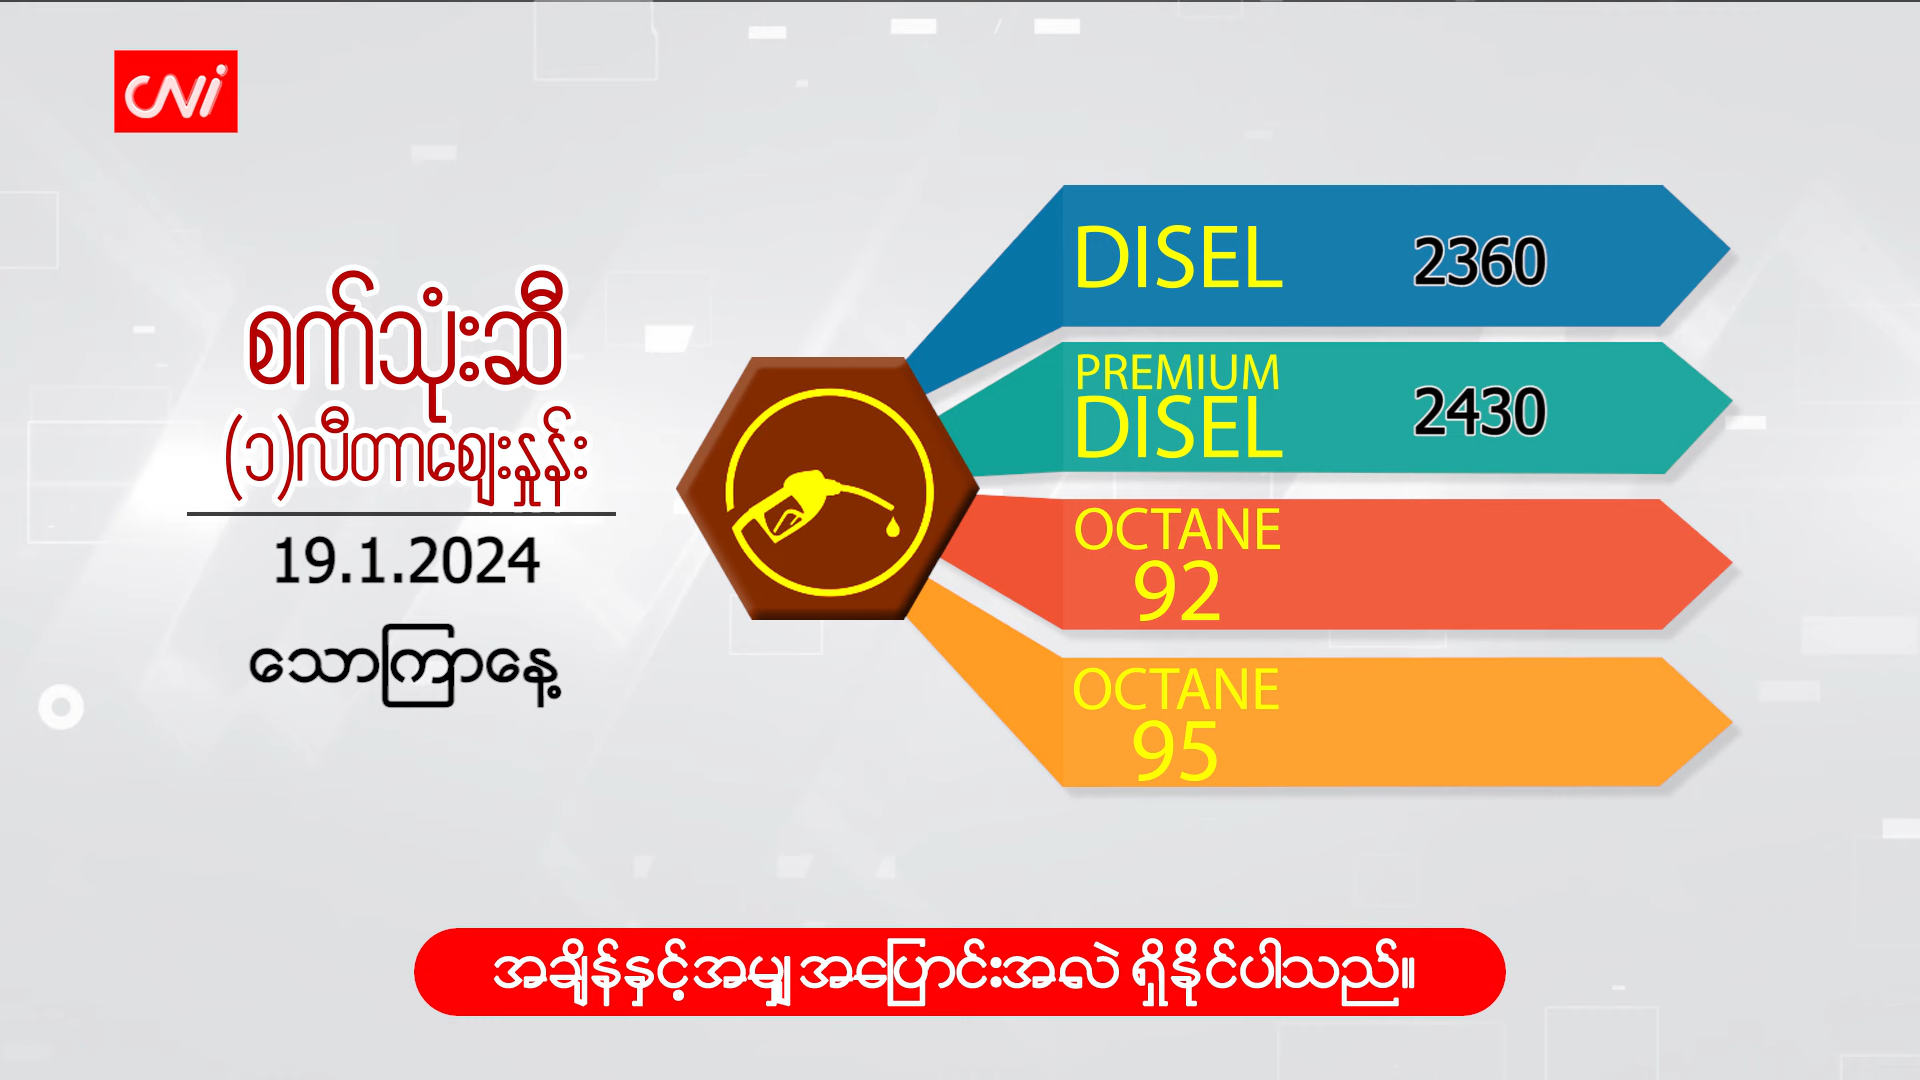 CNi
စက်သုံးဆီ
(၁)လီတာဈေးနှုန်း
19.1.2024
သောကြာနေ့
DISEL 2360
PREMIUM
DISEL 2430
OCTANE
92
OCTANE
95
အချိန်နှင့်အမျှ အပြောင်းအလဲ ရှိနိုင်ပါသည်။